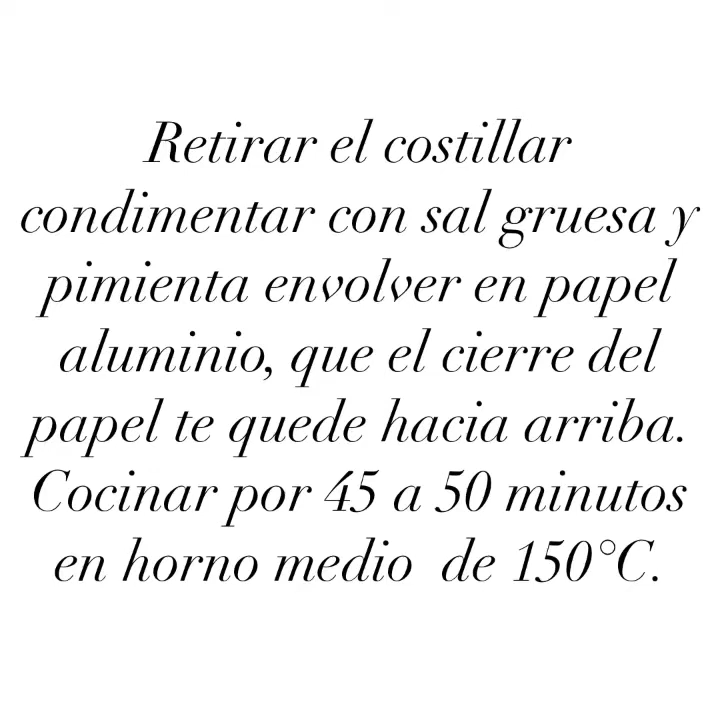 Retirar el costillar
condimentar con sal gruesa y
pimienta envolver en papel
aluminio, que el cierre del
papel te quede hacia arriba.
Cocinar por 45 a 50 minutos
en horno medio  de 150°C.